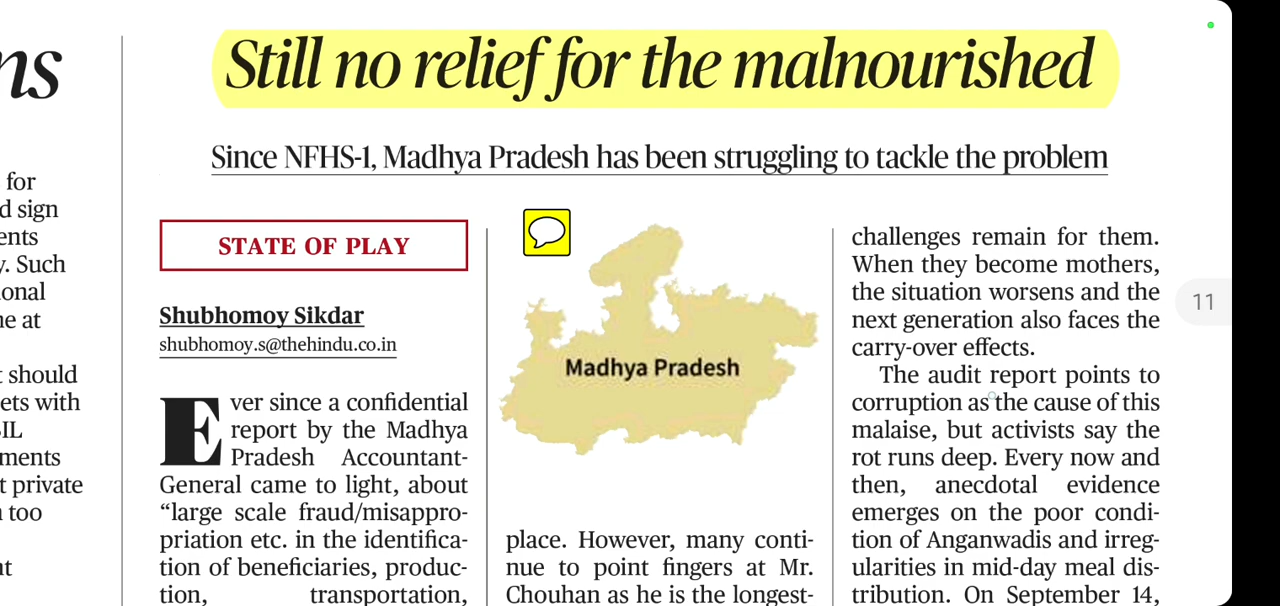 ns
for
d sign
ents
y. Such
ional
ne at
t should
ets with
SIL
ments
t private
n too
nt
Still no relief for the malnourished
Since NFHS-1, Madhya Pradesh has been struggling to tackle the problem
STATE OF PLAY
Shubhomoy Sikdar
shubhomoy.s@thehindu.co.in
Ever since a confidential
report by the Madhya
Pradesh Accountant-
General came to light, about
“large scale fraud/misappro-
priation etc. in the identifica-
tion of beneficiaries, produc-
tion, transportation,
Madhya Pradesh
place. However, many conti-
nue to point fingers at Mr.
Chouhan as he is the longest-
challenges remain for them.
When they become mothers,
the situation worsens and the
next generation also faces the
carry-over effects.
The audit report points to
corruption as the cause of this
malaise, but activists say the
rot runs deep. Every now and
then, anecdotal evidence
emerges on the poor condi-
tion of Anganwadis and irreg-
ularities in mid-day meal dis-
tribution. On September 14,
11